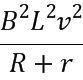 B²L²v²
R + r